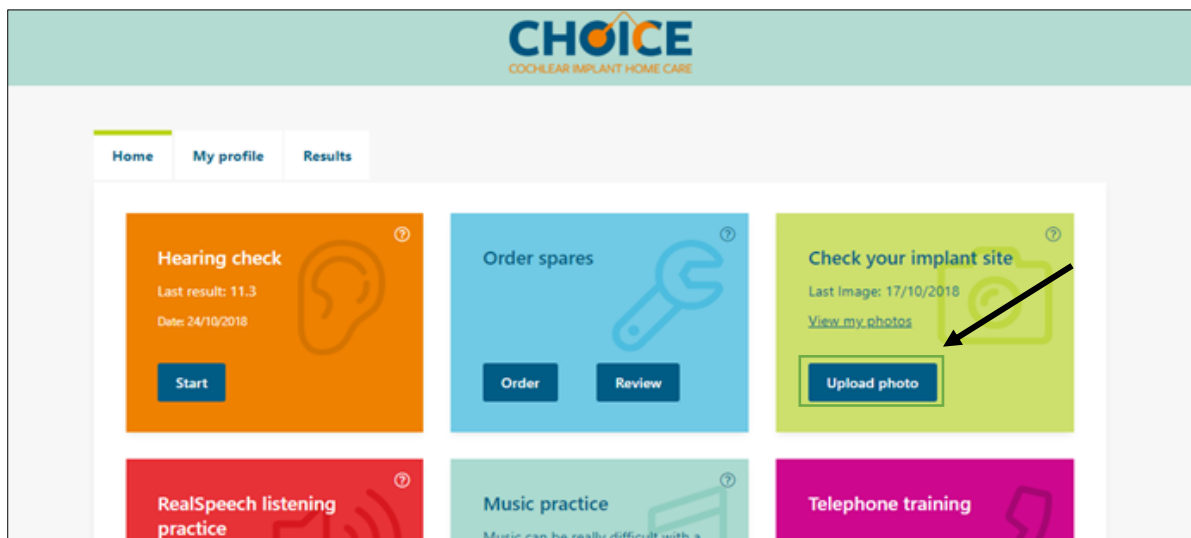 CHOICE
COCHLEAR IMPLANT HOME CARE
Home My profile Results
Hearing check
Last result: 11.3
Date: 24/10/2018
Start
Order spares
Order Review
Check your implant site
Last Image: 17/10/2018
View my photos
Upload photo
RealSpeech listening
practice
Music practice
Music can be really difficult with a
Telephone training